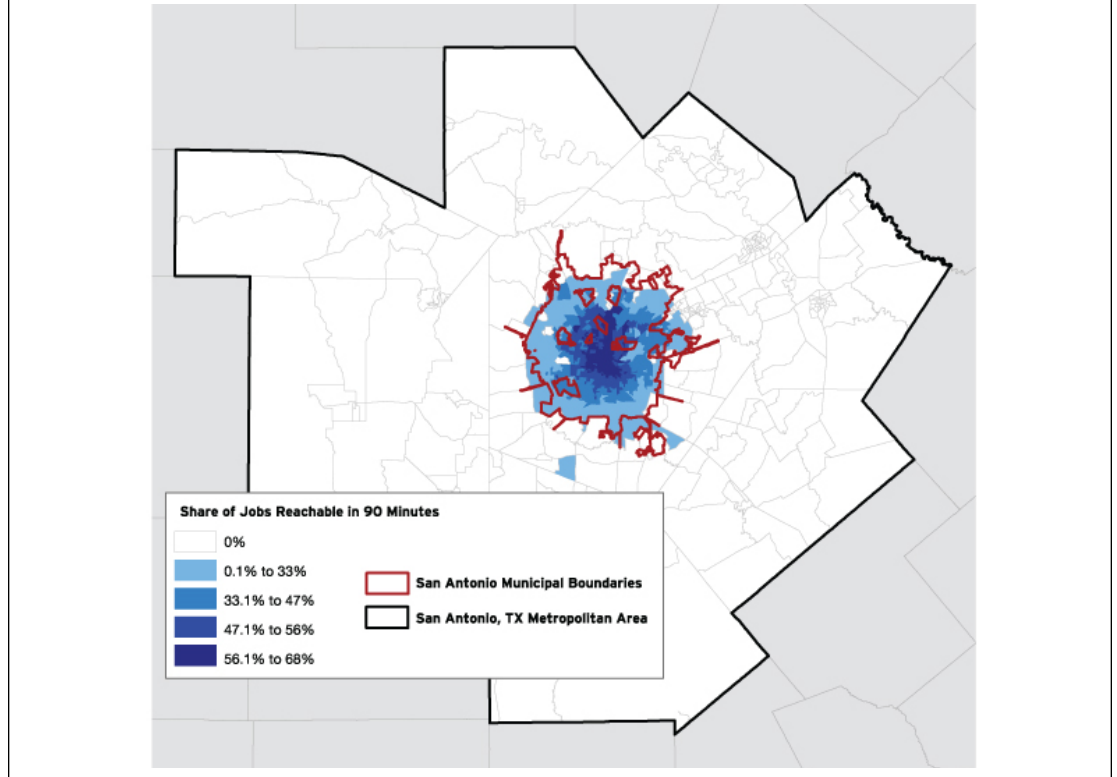 Share of Jobs Reachable in 90 Minutes
0%
0.1% to 33%
33.1% to 47%
47.1% to 56%
56.1% to 68%
San Antonio Municipal Boundaries
San Antonio, TX Metropolitan Area